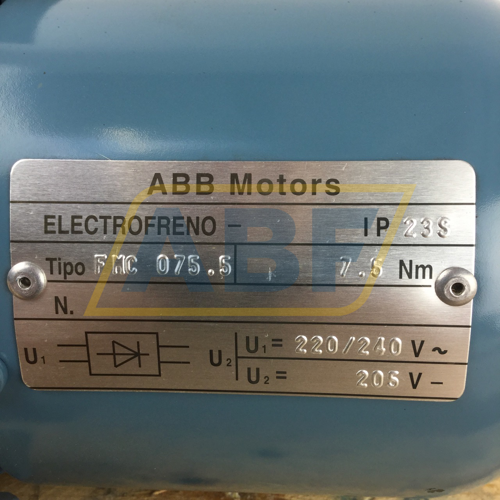 ABB Motors
ELECTROFRENO - IP 23S
Tipo FMC 075.5 7.5 Nm
N.
U1 U2 U1= 220/240 V ~
U2= 205 V -
ABF